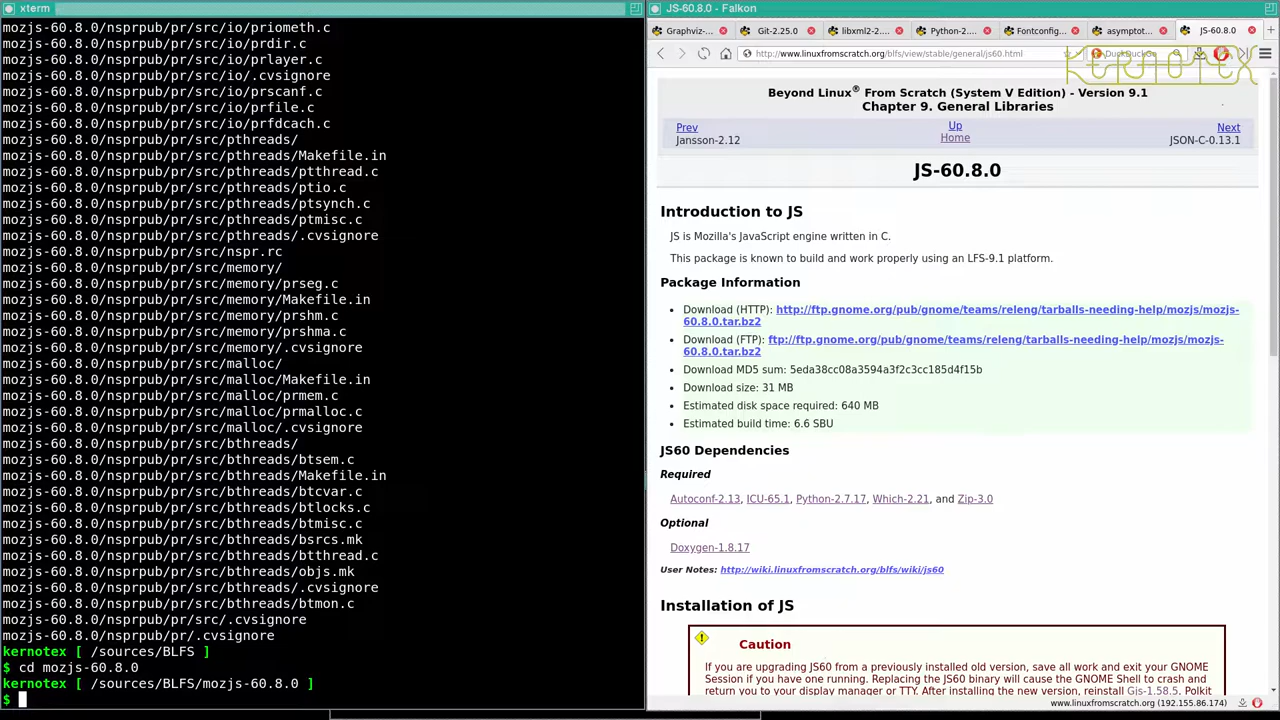 xterm
mozjs-60.8.0/nsprpub/pr/src/io/priometh.c
mozjs-60.8.0/nsprpub/pr/src/io/prdir.c
mozjs-60.8.0/nsprpub/pr/src/io/prlayer.c
mozjs-60.8.0/nsprpub/pr/src/io/.cvsignore
mozjs-60.8.0/nsprpub/pr/src/io/prscanf.c
mozjs-60.8.0/nsprpub/pr/src/io/prfile.c
mozjs-60.8.0/nsprpub/pr/src/io/prfdcach.c
mozjs-60.8.0/nsprpub/pr/src/pthreads/
mozjs-60.8.0/nsprpub/pr/src/pthreads/Makefile.in
mozjs-60.8.0/nsprpub/pr/src/pthreads/ptthread.c
mozjs-60.8.0/nsprpub/pr/src/pthreads/ptio.c
mozjs-60.8.0/nsprpub/pr/src/pthreads/ptsynch.c
mozjs-60.8.0/nsprpub/pr/src/pthreads/ptmisc.c
mozjs-60.8.0/nsprpub/pr/src/pthreads/.cvsignore
mozjs-60.8.0/nsprpub/pr/src/nspr.rc
mozjs-60.8.0/nsprpub/pr/src/memory/
mozjs-60.8.0/nsprpub/pr/src/memory/prseg.c
mozjs-60.8.0/nsprpub/pr/src/memory/Makefile.in
mozjs-60.8.0/nsprpub/pr/src/memory/prshm.c
mozjs-60.8.0/nsprpub/pr/src/memory/prshma.c
mozjs-60.8.0/nsprpub/pr/src/memory/.cvsignore
mozjs-60.8.0/nsprpub/pr/src/malloc/
mozjs-60.8.0/nsprpub/pr/src/malloc/Makefile.in
mozjs-60.8.0/nsprpub/pr/src/malloc/prmem.c
mozjs-60.8.0/nsprpub/pr/src/malloc/prmalloc.c
mozjs-60.8.0/nsprpub/pr/src/malloc/.cvsignore
mozjs-60.8.0/nsprpub/pr/src/bthreads/
mozjs-60.8.0/nsprpub/pr/src/bthreads/btsem.c
mozjs-60.8.0/nsprpub/pr/src/bthreads/Makefile.in
mozjs-60.8.0/nsprpub/pr/src/bthreads/btcvar.c
mozjs-60.8.0/nsprpub/pr/src/bthreads/btlocks.c
mozjs-60.8.0/nsprpub/pr/src/bthreads/btmisc.c
mozjs-60.8.0/nsprpub/pr/src/bthreads/bsrcs.mk
mozjs-60.8.0/nsprpub/pr/src/bthreads/btthread.c
mozjs-60.8.0/nsprpub/pr/src/bthreads/objs.mk
mozjs-60.8.0/nsprpub/pr/src/bthreads/.cvsignore
mozjs-60.8.0/nsprpub/pr/src/bthreads/btmon.c
mozjs-60.8.0/nsprpub/pr/src/.cvsignore
mozjs-60.8.0/nsprpub/pr/.cvsignore
kernotex [ /sources/BLFS ]
$ cd mozjs-60.8.0
kernotex [ /sources/BLFS/mozjs-60.8.0 ]
$
JS-60.8.0 - Falkon
Graphviz-... Git-2.25.0 libxml2-2.... Python-2.... Fontconfig... asymptot... JS-60.8.0
http://www.linuxfromscratch.org/blfs/view/stable/general/js60.html DuckDuckGo
KERNOTEX
Beyond Linux® From Scratch (System V Edition) - Version 9.1
Chapter 9. General Libraries
Prev Up Next
Jansson-2.12 Home JSON-C-0.13.1
JS-60.8.0
Introduction to JS
JS is Mozilla's JavaScript engine written in C.
This package is known to build and work properly using an LFS-9.1 platform.
Package Information
• Download (HTTP): http://ftp.gnome.org/pub/gnome/teams/releng/tarballs-needing-help/mozjs/mozjs-
60.8.0.tar.bz2
• Download (FTP): ftp://ftp.gnome.org/pub/gnome/teams/releng/tarballs-needing-help/mozjs/mozjs-
60.8.0.tar.bz2
• Download MD5 sum: 5eda38cc08a3594a3f2c3cc185d4f15b
• Download size: 31 MB
• Estimated disk space required: 640 MB
• Estimated build time: 6.6 SBU
JS60 Dependencies
Required
Autoconf-2.13, ICU-65.1, Python-2.7.17, Which-2.21, and Zip-3.0
Optional
Doxygen-1.8.17
User Notes: http://wiki.linuxfromscratch.org/blfs/wiki/js60
Installation of JS
Caution
If you are upgrading JS60 from a previously installed old version, save all work and exit your GNOME
Session if you have one running. Replacing the JS60 binary will cause the GNOME Shell to crash and
return you to your display manager or TTY. After installing the new version, reinstall Gjs-1.58.5, Polkit
www.linuxfromscratch.org (192.155.86.174)